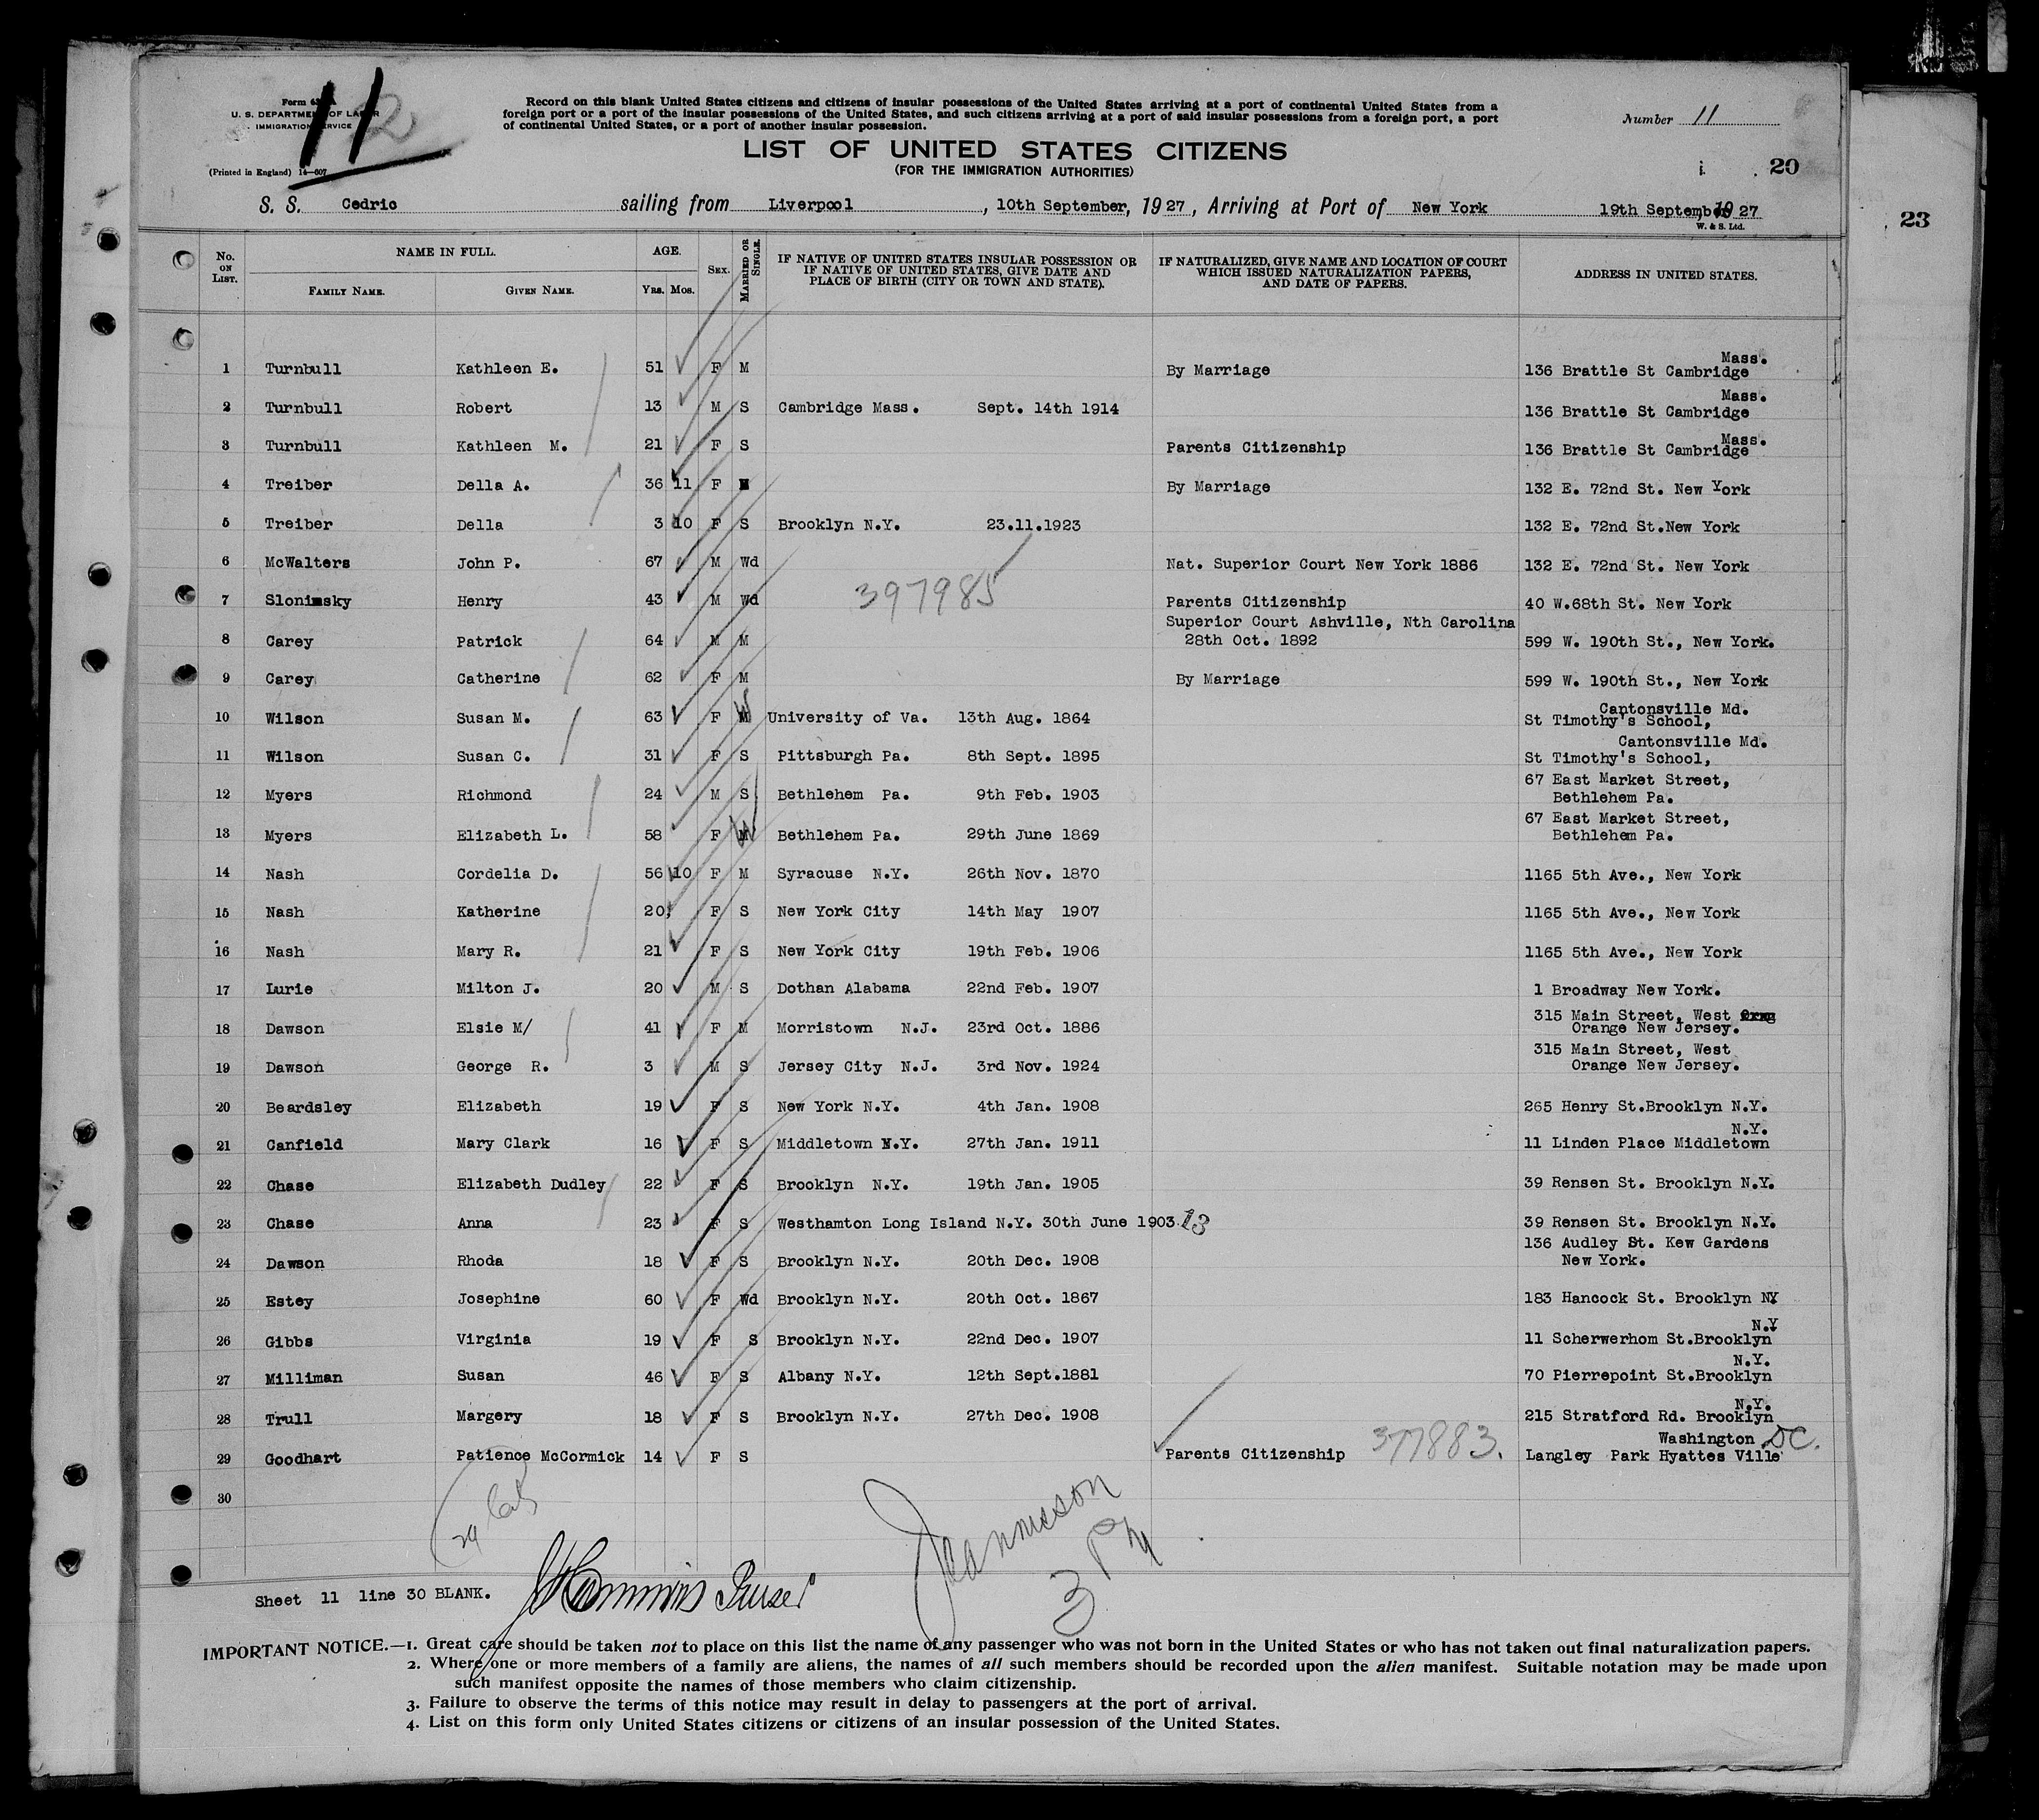 11
2
Form 630 A
U. S. DEPARTMENT OF LABOR
IMMIGRATION SERVICE
(Printed in England) 14—607
Record on this blank United States citizens and citizens of insular possessions of the United States arriving at a port of continental United States from a
foreign port or a port of the insular possessions of the United States, and such citizens arriving at a port of said insular possessions from a foreign port, a port
of continental United States, or a port of another insular possession.
Number 11
LIST OF UNITED STATES CITIZENS
(FOR THE IMMIGRATION AUTHORITIES)
20
23
S. S. Cedric sailing from Liverpool, 10th September, 1927, Arriving at Port of New York 19th September 1927
W. & S. Ltd.
No. ON LIST. NAME IN FULL. FAMILY NAME. GIVEN NAME. AGE. YRS. MOS. SEX. MARRIED OR SINGLE. IF NATIVE OF UNITED STATES INSULAR POSSESSION OR IF NATIVE OF UNITED STATES, GIVE DATE AND PLACE OF BIRTH (CITY OR TOWN AND STATE). IF NATURALIZED, GIVE NAME AND LOCATION OF COURT WHICH ISSUED NATURALIZATION PAPERS, AND DATE OF PAPERS. ADDRESS IN UNITED STATES.
Mass.
1 Turnbull Kathleen E. 51 F M By Marriage 136 Brattle St Cambridge
Mass.
2 Turnbull Robert 13 M S Cambridge Mass. Sept. 14th 1914 136 Brattle St Cambridge
Mass.
3 Turnbull Kathleen M. 21 F S Parents Citizenship 136 Brattle St Cambridge
4 Treiber Della A. 36 11 F M By Marriage 132 E. 72nd St. New York
5 Treiber Della 3 10 F S Brooklyn N.Y. 23.11.1923 132 E. 72nd St.New York
6 McWalters John P. 67 M Wd Nat. Superior Court New York 1886 132 E. 72nd St. New York
7 Slonimsky Henry 43 M Wd 397985 Parents Citizenship 40 W.68th St. New York
Superior Court Ashville, Nth Carolina
8 Carey Patrick 64 M M 28th Oct. 1892 599 W. 190th St., New York.
9 Carey Catherine 62 F M By Marriage 599 W. 190th St., New York
Cantonsville Md.
10 Wilson Susan M. 63 F M W University of Va. 13th Aug. 1864 St Timothy's School,
Cantonsville Md.
11 Wilson Susan C. 31 F S Pittsburgh Pa. 8th Sept. 1895 St Timothy's School,
67 East Market Street,
12 Myers Richmond 24 M S Bethlehem Pa. 9th Feb. 1903 Bethlehem Pa.
67 East Market Street,
13 Myers Elizabeth L. 58 F M W Bethlehem Pa. 29th June 1869 Bethlehem Pa.
14 Nash Cordelia D. 56 10 F M Syracuse N.Y. 26th Nov. 1870 1165 5th Ave., New York
15 Nash Katherine 20 F S New York City 14th May 1907 1165 5th Ave., New York
16 Nash Mary R. 21 F S New York City 19th Feb. 1906 1165 5th Ave., New York
17 Lurie Milton J. 20 M S Dothan Alabama 22nd Feb. 1907 1 Broadway New York.
315 Main Street, West
18 Dawson Elsie M/ 41 F M Morristown N.J. 23rd Oct. 1886 Orange New Jersey.
315 Main Street, West
19 Dawson George R. 3 M S Jersey City N.J. 3rd Nov. 1924 Orange New Jersey.
20 Beardsley Elizabeth 19 F S New York N.Y. 4th Jan. 1908 265 Henry St.Brooklyn N.Y.
N.Y.
21 Canfield Mary Clark 16 F S Middletown N.Y. 27th Jan. 1911 11 Linden Place Middletown
22 Chase Elizabeth Dudley 22 F S Brooklyn N.Y. 19th Jan. 1905 39 Rensen St. Brooklyn N.Y.
23 Chase Anna 23 F S Westhamton Long Island N.Y. 30th June 1903 13 39 Rensen St. Brooklyn N.Y.
136 Audley St. Kew Gardens
24 Dawson Rhoda 18 F S Brooklyn N.Y. 20th Dec. 1908 New York.
25 Estey Josephine 60 F Wd Brooklyn N.Y. 20th Oct. 1867 183 Hancock St. Brooklyn NY
N.Y
26 Gibbs Virginia 19 F S Brooklyn N.Y. 22nd Dec. 1907 11 Scherwerhom St.Brooklyn
N.Y.
27 Milliman Susan 46 F S Albany N.Y. 12th Sept.1881 70 Pierrepoint St.Brooklyn
N.Y.
28 Trull Margery 18 F S Brooklyn N.Y. 27th Dec. 1908 215 Stratford Rd. Brooklyn
Washington DC.
29 Goodhart Patience McCormick 14 F S Parents Citizenship 377883. Langley Park Hyattes Ville
30
29
3 PM
Sheet 11 line 30 BLANK. Purser
IMPORTANT NOTICE.—1. Great care should be taken not to place on this list the name of any passenger who was not born in the United States or who has not taken out final naturalization papers.
2. Where one or more members of a family are aliens, the names of all such members should be recorded upon the alien manifest. Suitable notation may be made upon
such manifest opposite the names of those members who claim citizenship.
3. Failure to observe the terms of this notice may result in delay to passengers at the port of arrival.
4. List on this form only United States citizens or citizens of an insular possession of the United States.